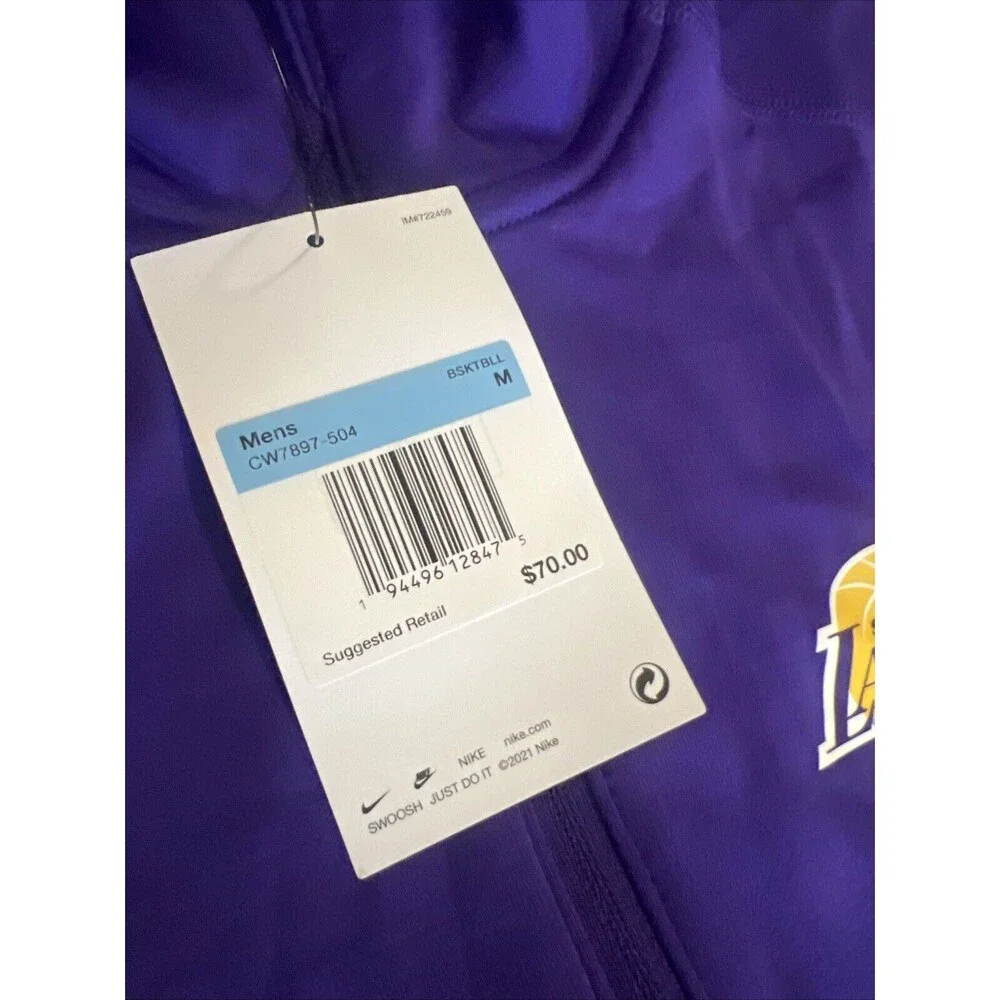 IM#722459
BSKTBLL
Mens M
CW7897-504
1 94496 12847 5
$70.00
Suggested Retail
NIKE nike.com
SWOOSH JUST DO IT ©2021 Nike